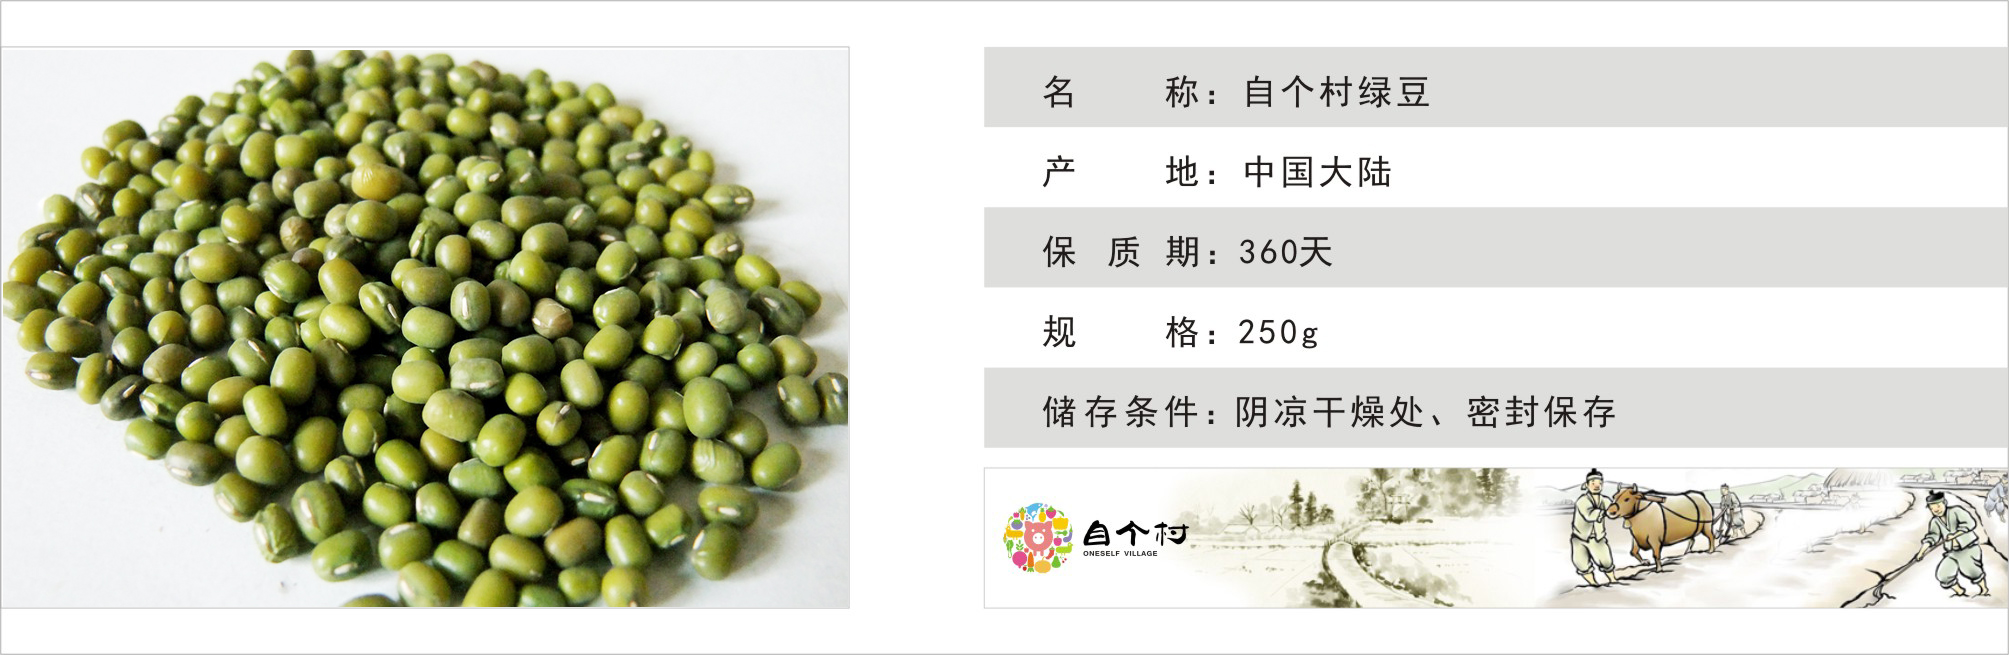 名称：自个村绿豆
产地：中国大陆
保质期：360天
规格：250g
储存条件：阴凉干燥处、密封保存
自个村
ONESELF VILLAGE